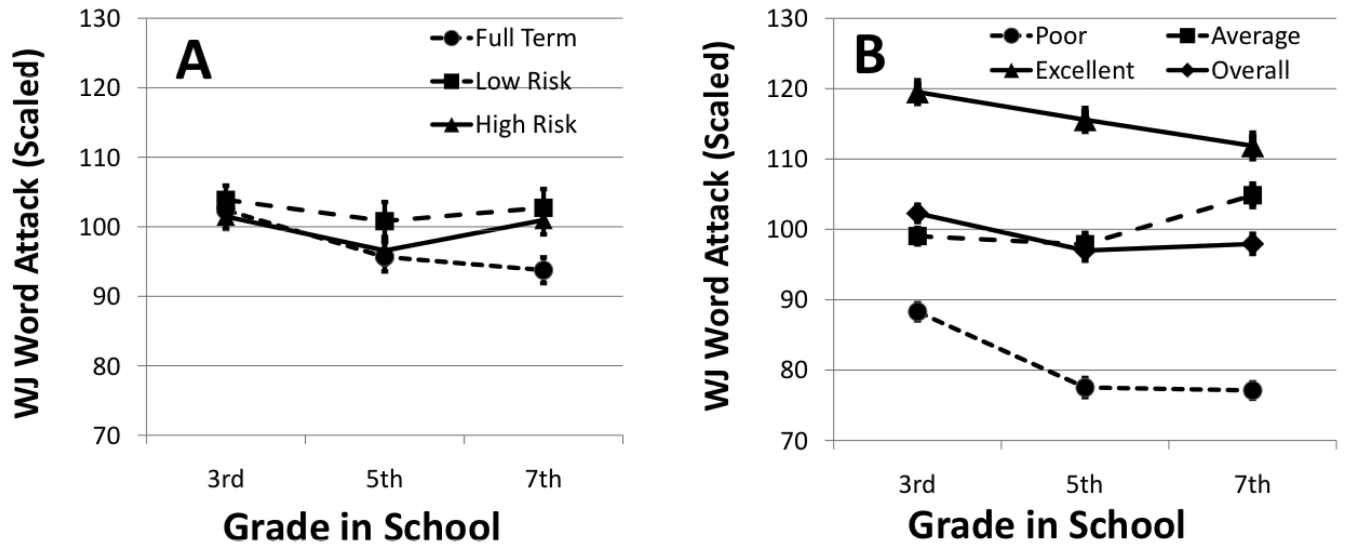 A
Full Term
Low Risk
High Risk
WJ Word Attack (Scaled)
130
120
110
100
90
80
70
3rd 5th 7th
Grade in School
B
Poor Average
Excellent Overall
WJ Word Attack (Scaled)
130
120
110
100
90
80
70
3rd 5th 7th
Grade in School